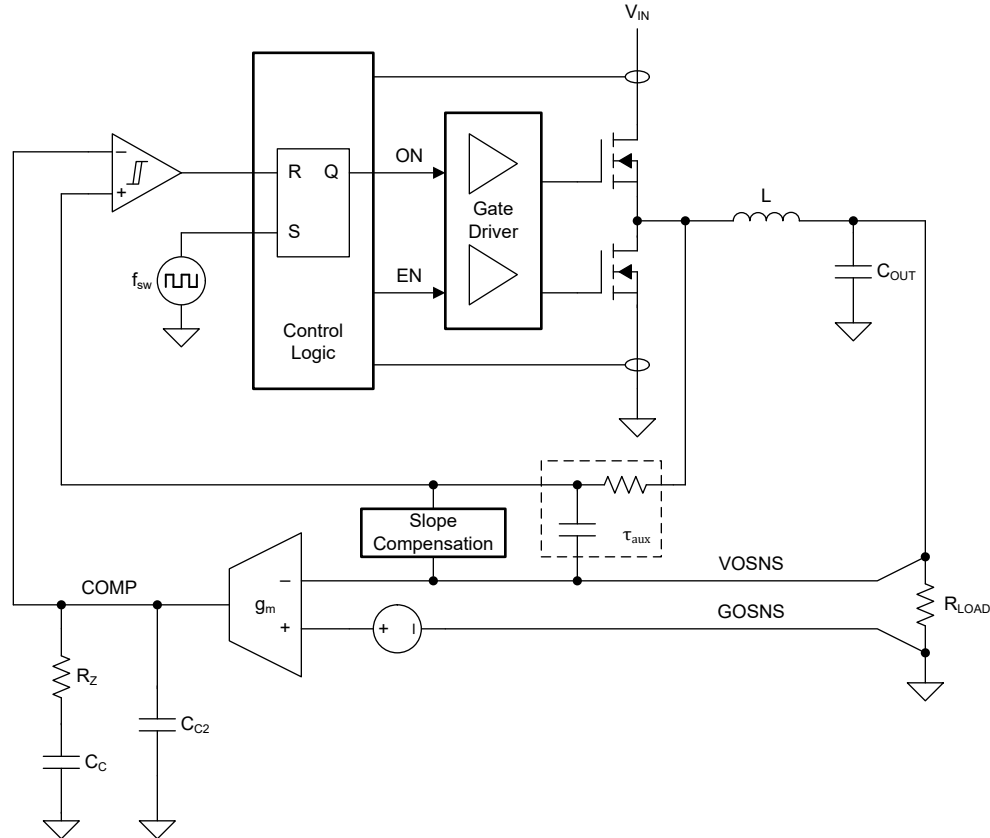 VIN
−
+
R Q
S
ON
EN
Gate
Driver
fsw
Control
Logic
L
COUT
Slope
Compensation
τaux
VOSNS
GOSNS
RLOAD
COMP
gm
−
+
+ −
RZ
CC2
CC